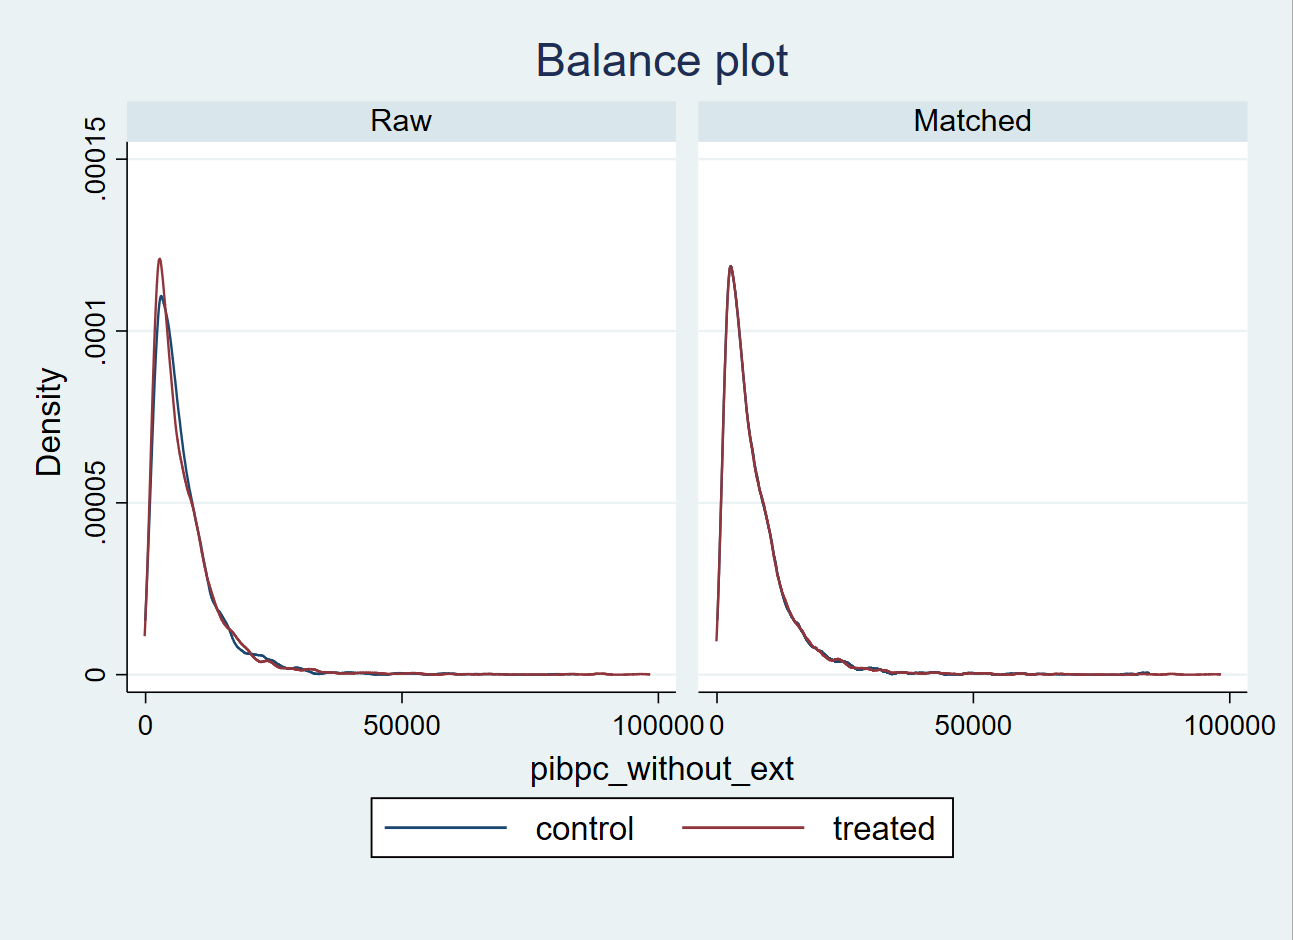 Balance plot
Raw
Matched
.00015
.0001
.00005
0
Density
0
50000
100000
0
50000
100000
pibpc_without_ext
control
treated